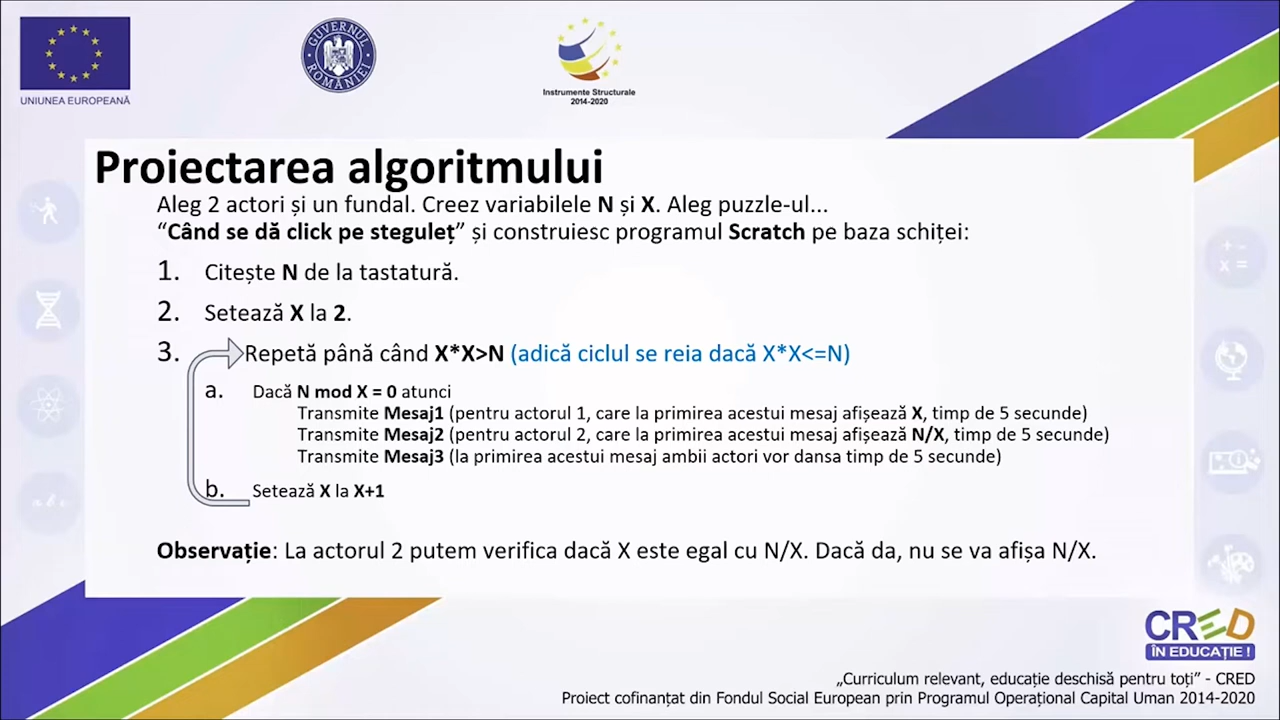 UNIUNEA EUROPEANĂ
GUVERNUL ROMÂNIEI
Instrumente Structurale
2014-2020
Proiectarea algoritmului
Aleg 2 actori și un fundal. Creez variabilele N și X. Aleg puzzle-ul...
“Când se dă click pe steguleț” și construiesc programul Scratch pe baza schiței:
1. Citește N de la tastatură.
2. Setează X la 2.
3. Repetă până când X*X>N (adică ciclul se reia dacă X*X<=N)
a. Dacă N mod X = 0 atunci
Transmite Mesaj1 (pentru actorul 1, care la primirea acestui mesaj afișează X, timp de 5 secunde)
Transmite Mesaj2 (pentru actorul 2, care la primirea acestui mesaj afișează N/X, timp de 5 secunde)
Transmite Mesaj3 (la primirea acestui mesaj ambii actori vor dansa timp de 5 secunde)
b. Setează X la X+1
Observație: La actorul 2 putem verifica dacă X este egal cu N/X. Dacă da, nu se va afișa N/X.
a b c
+ -
x =
CRED
ÎN EDUCAȚIE !
„Curriculum relevant, educație deschisă pentru toți” - CRED
Proiect cofinanțat din Fondul Social European prin Programul Operațional Capital Uman 2014-2020